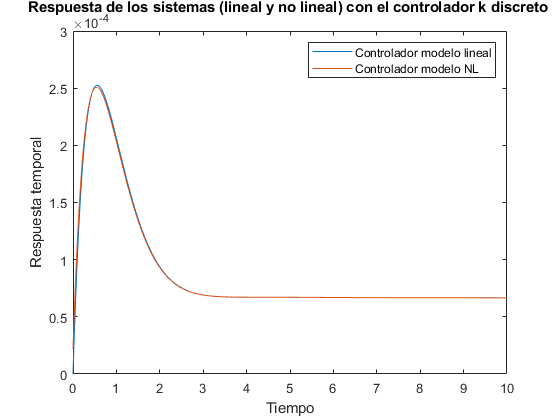 Respuesta de los sistemas (lineal y no lineal) con el controlador k discreto
×10⁻⁴
3
2.5
2
1.5
1
0.5
0
Respuesta temporal
Controlador modelo lineal
Controlador modelo NL
0 1 2 3 4 5 6 7 8 9 10
Tiempo